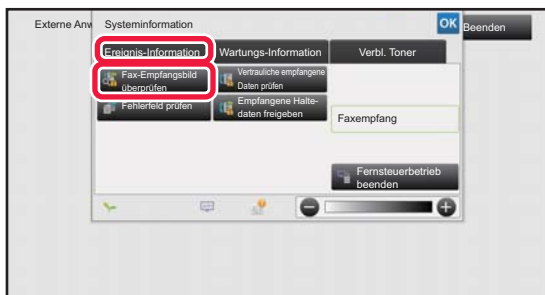 Externe Anw
Systeminformation
OK
Beenden
Ereignis-Information
Wartungs-Information
Verbl. Toner
Fax-Empfangsbild
überprüfen
Vertrauliche empfangene
Daten prüfen
Fehlerfeld prüfen
Empfangene Halte-
daten freigeben
Faxempfang
Fernsteuerbetrieb
beenden